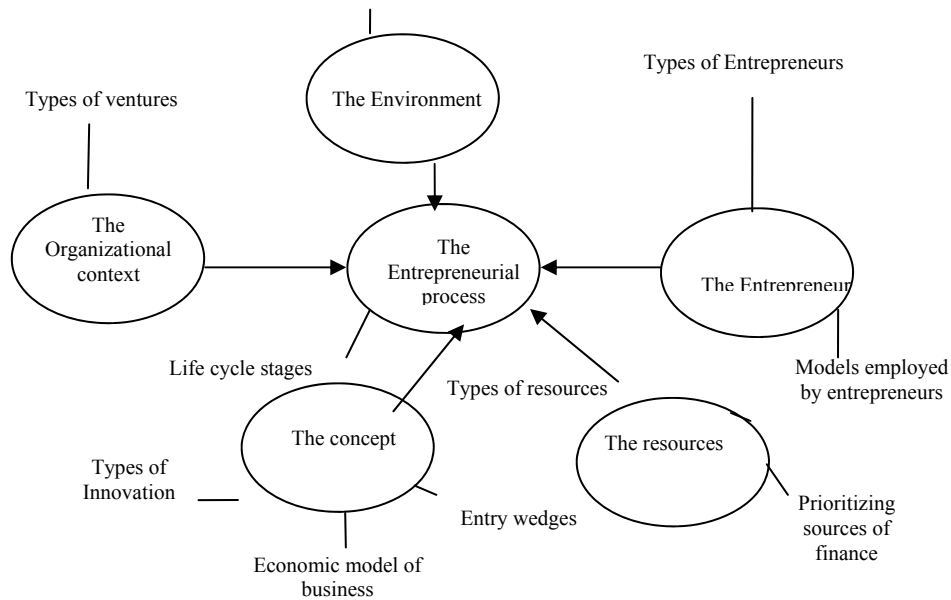 Types of Entrepreneurs
The Environment
Types of ventures
The
Organizational
context
The
Entrepreneurial
process
The Entrepreneur
Life cycle stages
Types of resources
Models employed
by entrepreneurs
The concept
The resources
Types of
Innovation
Entry wedges
Prioritizing
sources of
finance
Economic model of
business